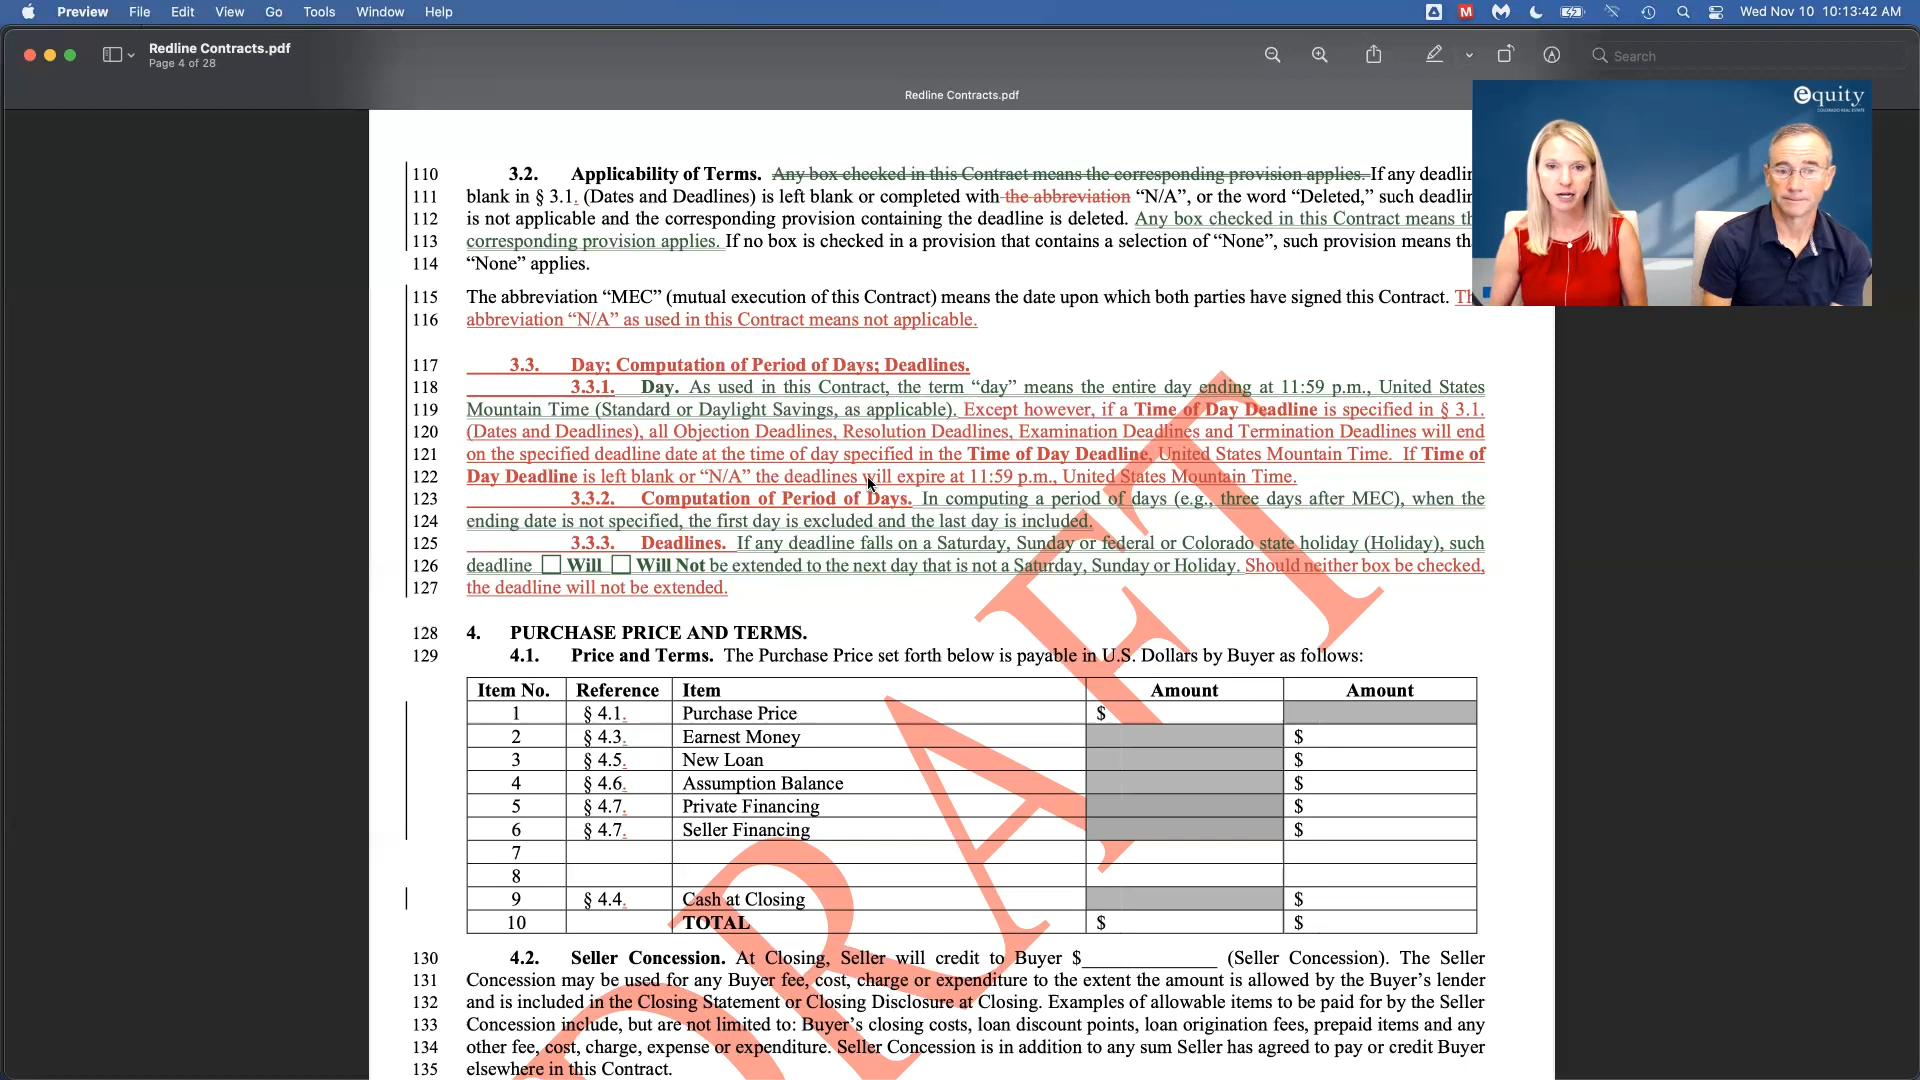 Preview File Edit View Go Tools Window Help
Wed Nov 10 10:13:42 AM
Redline Contracts.pdf
Page 4 of 28
Search
Redline Contracts.pdf
equity
COLORADO REAL ESTATE
110 3.2. Applicability of Terms. Any box checked in this Contract means the corresponding provision applies. If any deadlin
111 blank in § 3.1. (Dates and Deadlines) is left blank or completed with the abbreviation “N/A”, or the word “Deleted,” such deadlin
112 is not applicable and the corresponding provision containing the deadline is deleted. Any box checked in this Contract means th
113 corresponding provision applies. If no box is checked in a provision that contains a selection of “None”, such provision means th
114 “None” applies.
115 The abbreviation “MEC” (mutual execution of this Contract) means the date upon which both parties have signed this Contract. Th
116 abbreviation “N/A” as used in this Contract means not applicable.
117 3.3. Day; Computation of Period of Days; Deadlines.
118 3.3.1. Day. As used in this Contract, the term “day” means the entire day ending at 11:59 p.m., United States
119 Mountain Time (Standard or Daylight Savings, as applicable). Except however, if a Time of Day Deadline is specified in § 3.1.
120 (Dates and Deadlines), all Objection Deadlines, Resolution Deadlines, Examination Deadlines and Termination Deadlines will end
121 on the specified deadline date at the time of day specified in the Time of Day Deadline, United States Mountain Time. If Time of
122 Day Deadline is left blank or “N/A” the deadlines will expire at 11:59 p.m., United States Mountain Time.
123 3.3.2. Computation of Period of Days. In computing a period of days (e.g., three days after MEC), when the
124 ending date is not specified, the first day is excluded and the last day is included.
125 3.3.3. Deadlines. If any deadline falls on a Saturday, Sunday or federal or Colorado state holiday (Holiday), such
126 deadline Will Will Not be extended to the next day that is not a Saturday, Sunday or Holiday. Should neither box be checked,
127 the deadline will not be extended.
128 4. PURCHASE PRICE AND TERMS.
129 4.1. Price and Terms. The Purchase Price set forth below is payable in U.S. Dollars by Buyer as follows:
Item No. Reference Item Amount Amount
1 § 4.1. Purchase Price $
2 § 4.3. Earnest Money $
3 § 4.5. New Loan $
4 § 4.6. Assumption Balance $
5 § 4.7. Private Financing $
6 § 4.7. Seller Financing $
7
8
9 § 4.4. Cash at Closing $
10 TOTAL $ $
130 4.2. Seller Concession. At Closing, Seller will credit to Buyer $______________ (Seller Concession). The Seller
131 Concession may be used for any Buyer fee, cost, charge or expenditure to the extent the amount is allowed by the Buyer’s lender
132 and is included in the Closing Statement or Closing Disclosure at Closing. Examples of allowable items to be paid for by the Seller
133 Concession include, but are not limited to: Buyer’s closing costs, loan discount points, loan origination fees, prepaid items and any
134 other fee, cost, charge, expense or expenditure. Seller Concession is in addition to any sum Seller has agreed to pay or credit Buyer
135 elsewhere in this Contract.
DRAFT